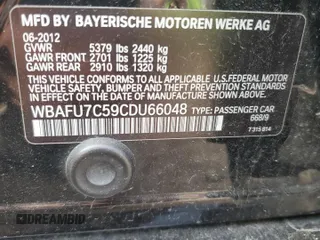 MFD BY BAYERISCHE MOTOREN WERKE AG
06-2012
GVWR 5379 lbs 2440 kg
GAWR FRONT 2701 lbs 1225 kg
GAWR REAR 2910 lbs 1320 kg
THIS VEHICLE CONFORMS TO ALL APPLICABLE U.S.FEDERAL MOTOR
VEHICLE SAFETY, BUMPER, AND THEFT PREVENTION STANDARDS
IN EFFECT ON THE DATE OF MANUFACTURE SHOWN ABOVE.
WBAFU7C59CDU66048 TYPE: PASSENGER CAR
668/9
7 315 914
DREAMBID